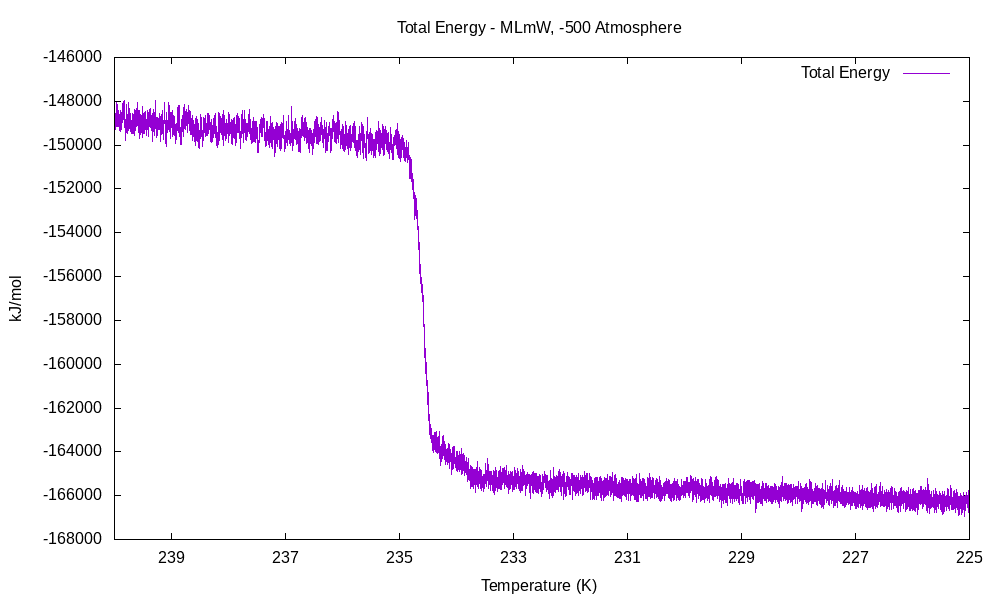 Total Energy - MLmW, -500 Atmosphere
-146000
Total Energy
-148000
-150000
-152000
-154000
-156000
kJ/mol
-158000
-160000
-162000
-164000
-166000
-168000
239 237 235 233 231 229 227 225
Temperature (K)